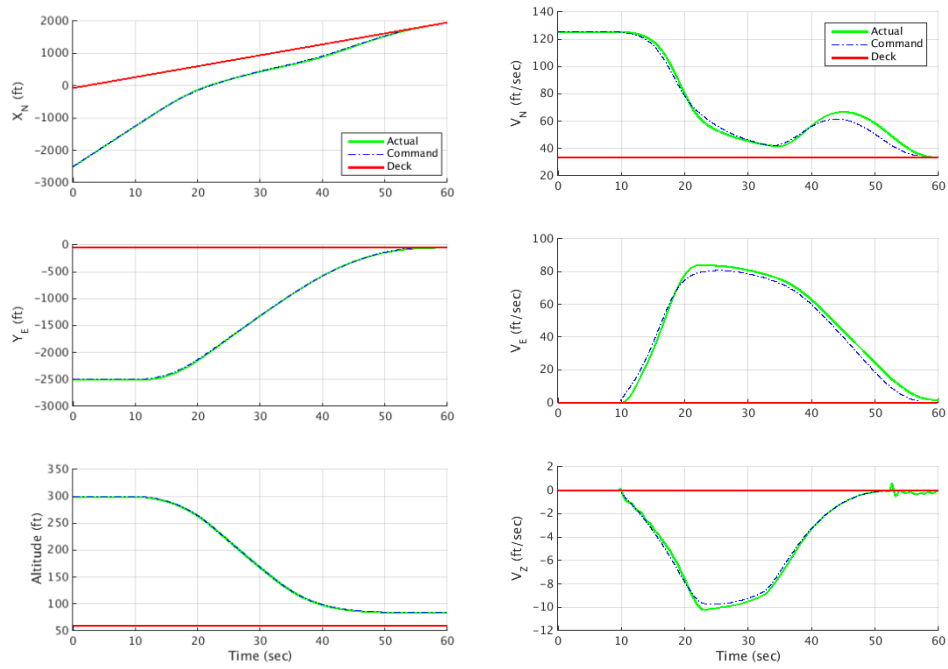 2000
1000
0
-1000
-2000
-3000
X_N (ft)
0 10 20 30 40 50 60
Actual
Command
Deck
140
120
100
80
60
40
20
V_N (ft/sec)
0 10 20 30 40 50 60
Actual
Command
Deck
0
-500
-1000
-1500
-2000
-2500
-3000
Y_E (ft)
0 10 20 30 40 50 60
100
80
60
40
20
0
V_E (ft/sec)
0 10 20 30 40 50 60
350
300
250
200
150
100
50
Altitude (ft)
0 10 20 30 40 50 60
Time (sec)
2
0
-2
-4
-6
-8
-10
-12
V_Z (ft/sec)
0 10 20 30 40 50 60
Time (sec)